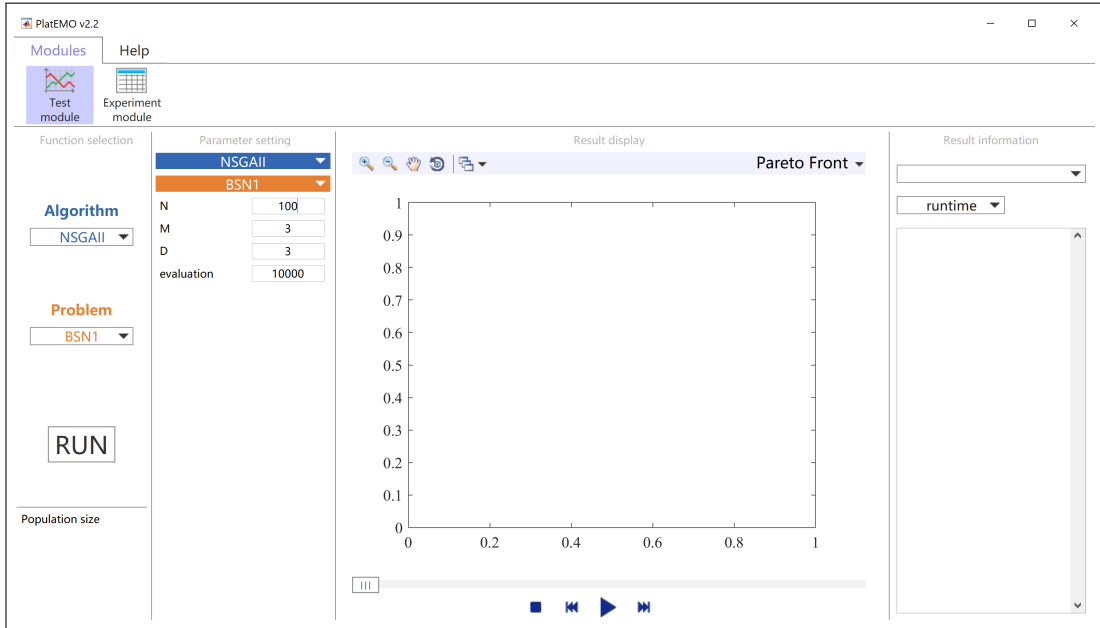 PlatEMO v2.2
Modules Help
Test module
Experiment module
Function selection
Parameter setting
Result display
Result information
Algorithm
NSGAII
Problem
BSN1
RUN
Population size
NSGAII
BSN1
N 100
M 3
D 3
evaluation 10000
Pareto Front
1
0.9
0.8
0.7
0.6
0.5
0.4
0.3
0.2
0.1
0
0 0.2 0.4 0.6 0.8 1
runtime